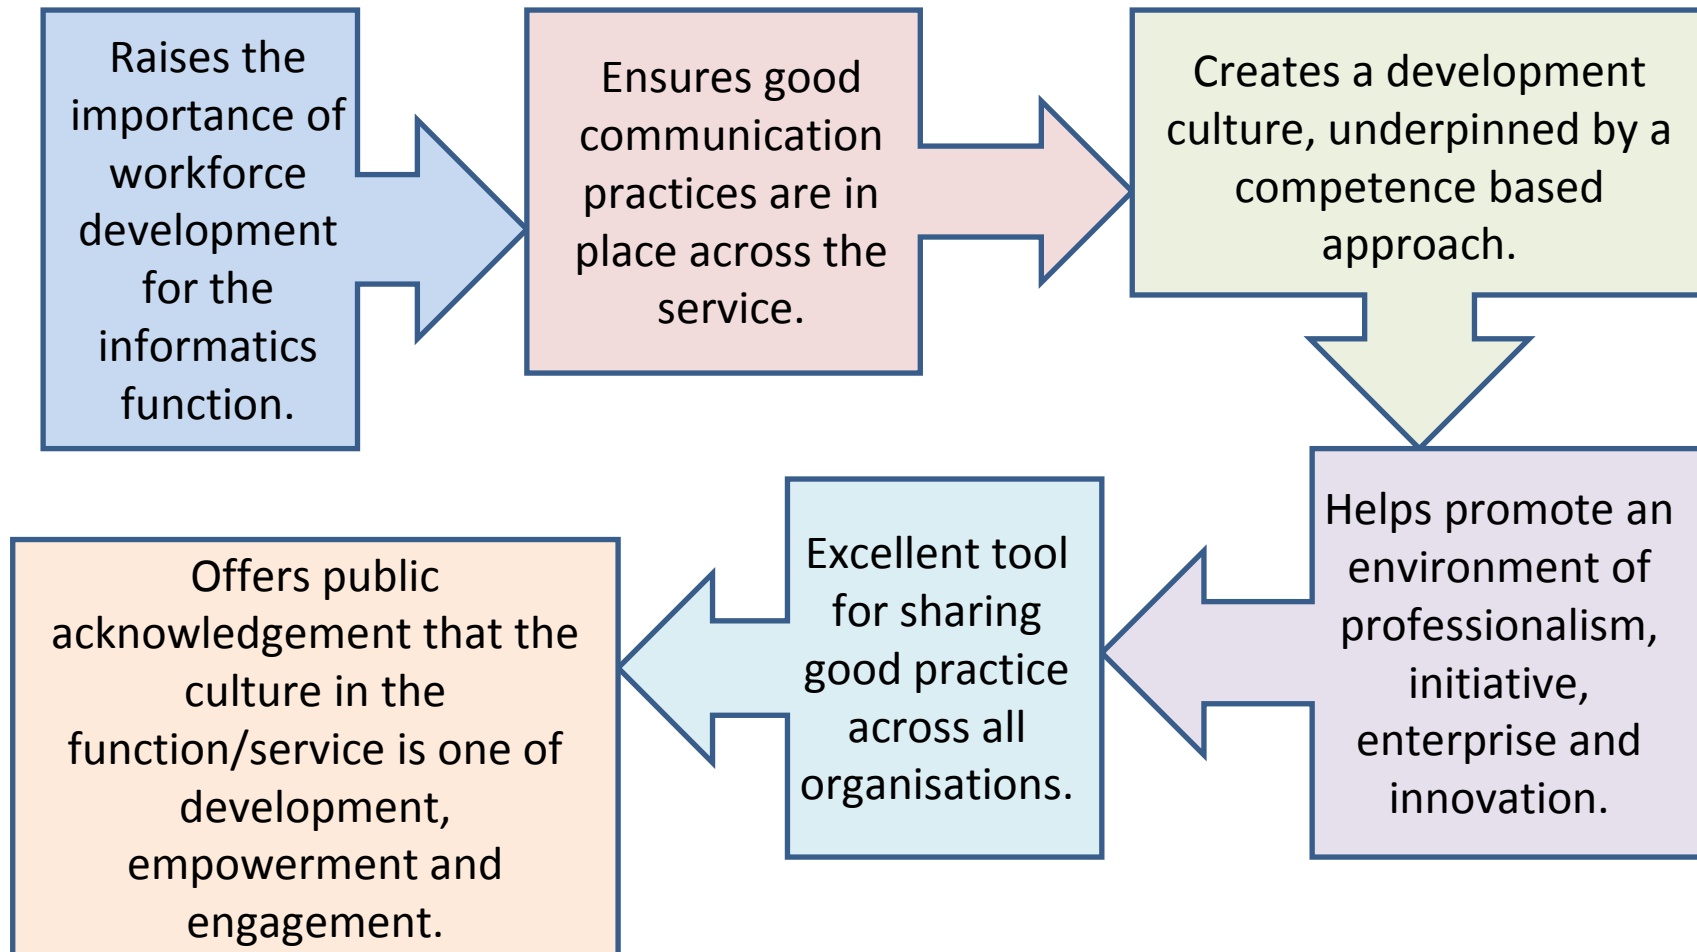 Raises the
importance of
workforce
development
for the
informatics
function.
Ensures good
communication
practices are in
place across the
service.
Creates a development
culture, underpinned by a
competence based
approach.
Helps promote an
environment of
professionalism,
initiative,
enterprise and
innovation.
Excellent tool
for sharing
good practice
across all
organisations.
Offers public
acknowledgement that the
culture in the
function/service is one of
development,
empowerment and
engagement.